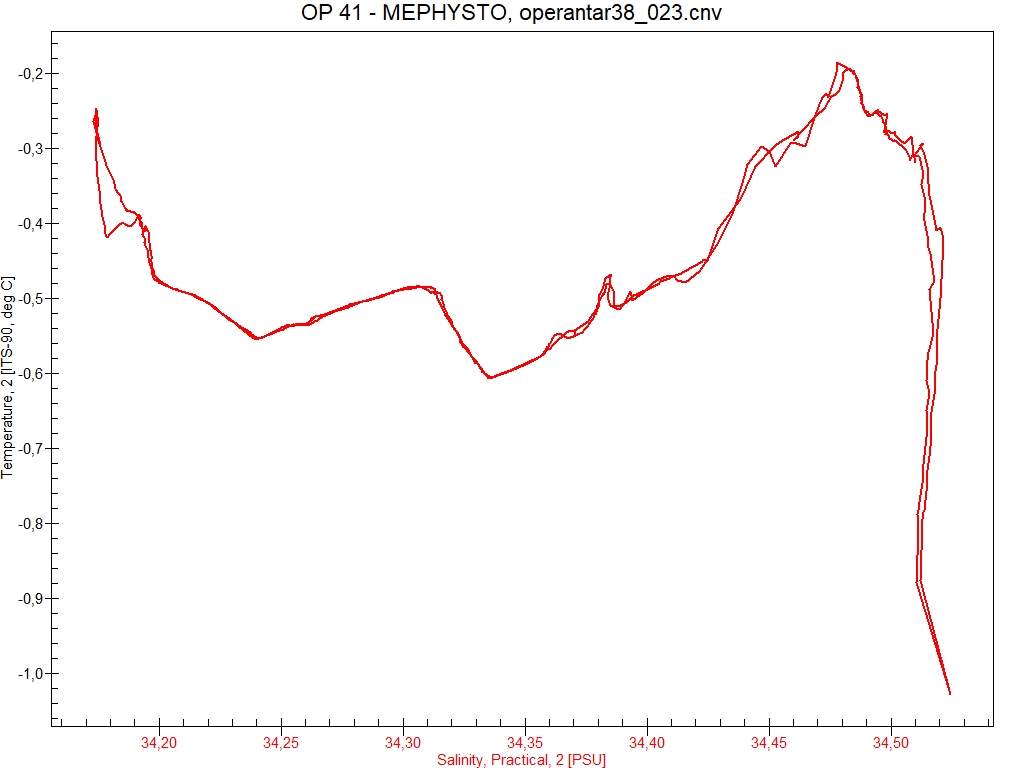 OP 41 - MEPHYSTO, operantar38_023.cnv
-0,2
-0,3
-0,4
-0,5
-0,6
-0,7
-0,8
-0,9
-1,0
Temperature, 2 [ITS-90, deg C]
34,20 34,25 34,30 34,35 34,40 34,45 34,50
Salinity, Practical, 2 [PSU]